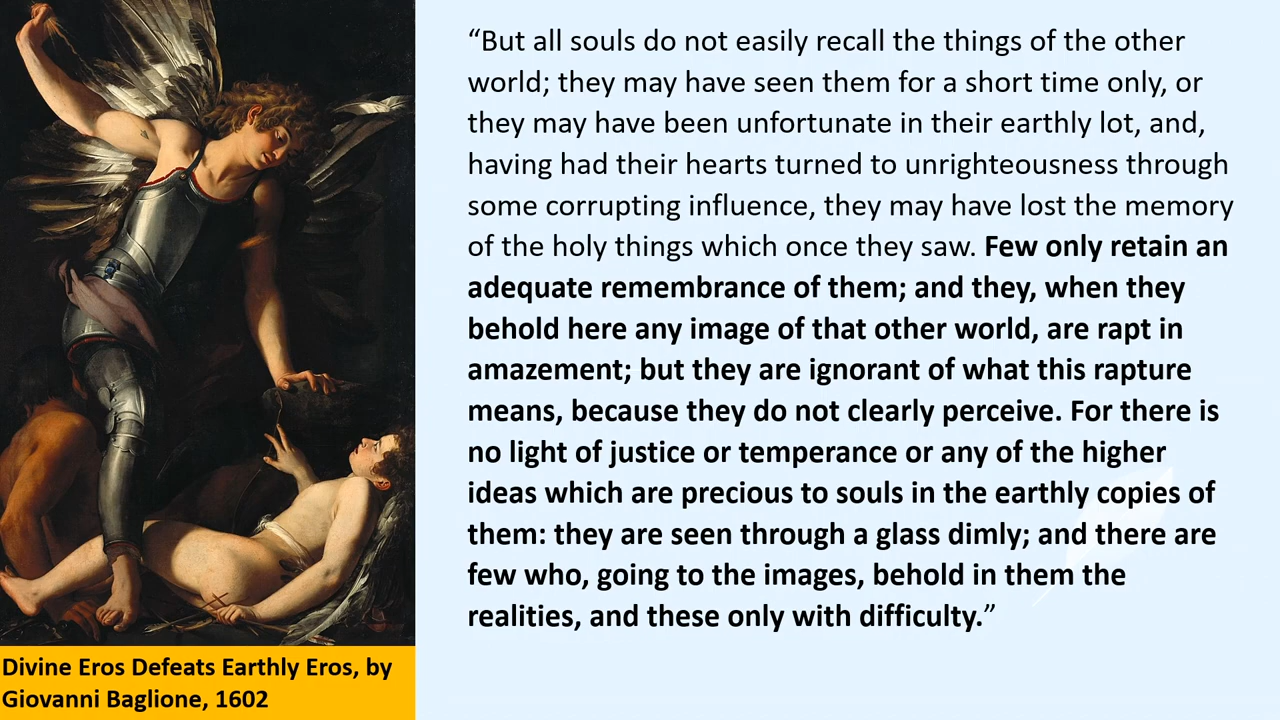 “But all souls do not easily recall the things of the other
world; they may have seen them for a short time only, or
they may have been unfortunate in their earthly lot, and,
having had their hearts turned to unrighteousness through
some corrupting influence, they may have lost the memory
of the holy things which once they saw. Few only retain an
adequate remembrance of them; and they, when they
behold here any image of that other world, are rapt in
amazement; but they are ignorant of what this rapture
means, because they do not clearly perceive. For there is
no light of justice or temperance or any of the higher
ideas which are precious to souls in the earthly copies of
them: they are seen through a glass dimly; and there are
few who, going to the images, behold in them the
realities, and these only with difficulty.”
Divine Eros Defeats Earthly Eros, by
Giovanni Baglione, 1602